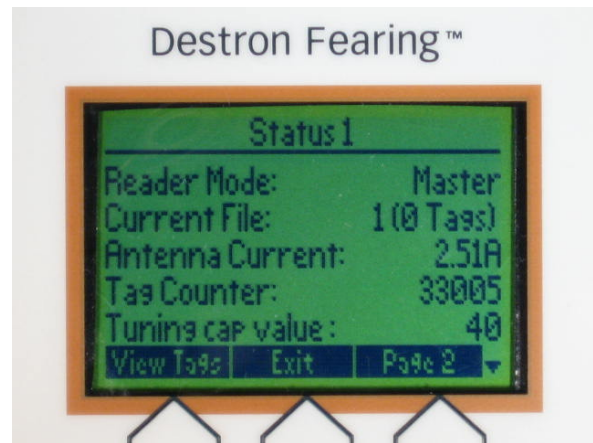 Destron Fearing™
Status 1
Reader Mode: Master
Current File: 1(0 Tags)
Antenna Current: 2.51A
Tag Counter: 33005
Tuning cap value: 40
View Tags Exit Page 2